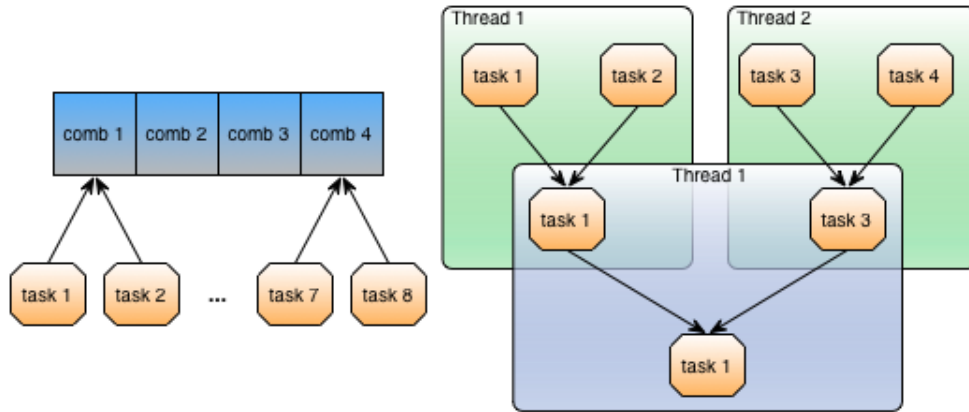 comb 1
comb 2
comb 3
comb 4
task 1
task 2
...
task 7
task 8
Thread 1
task 1
task 2
Thread 2
task 3
task 4
Thread 1
task 1
task 3
task 1